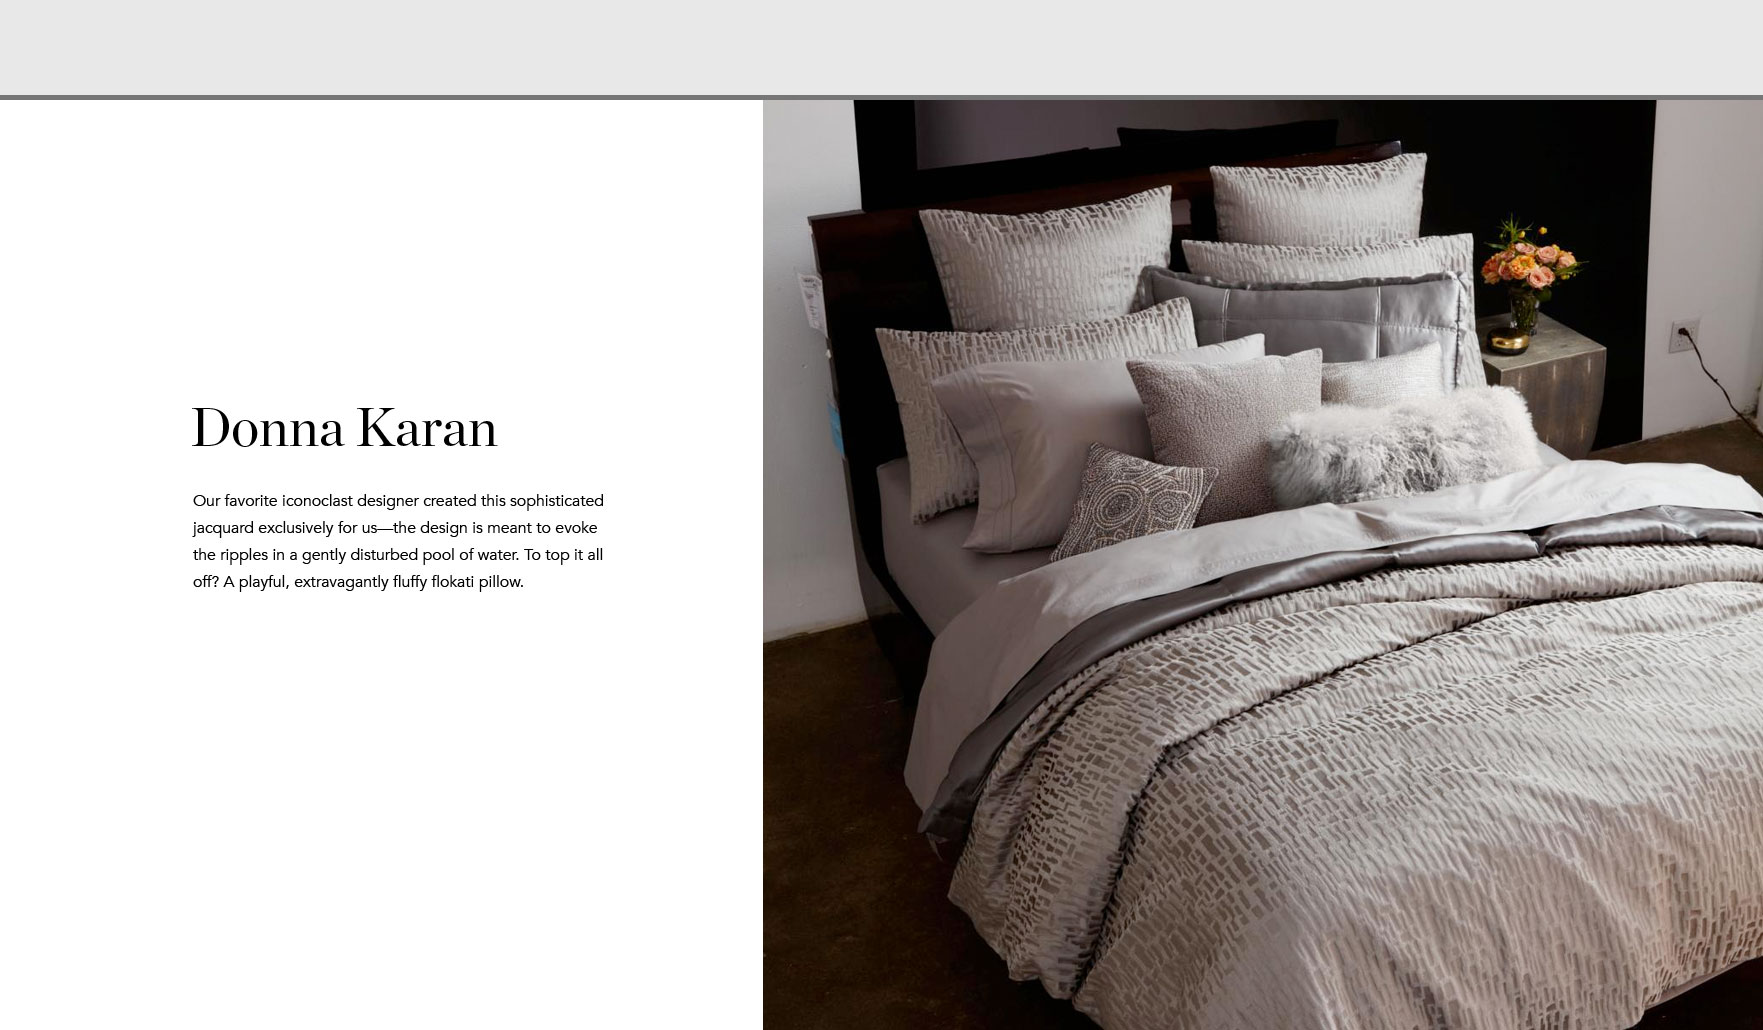 Donna Karan
Our favorite iconoclast designer created this sophisticated
jacquard exclusively for us—the design is meant to evoke
the ripples in a gently disturbed pool of water. To top it all
off? A playful, extravagantly fluffy flokati pillow.